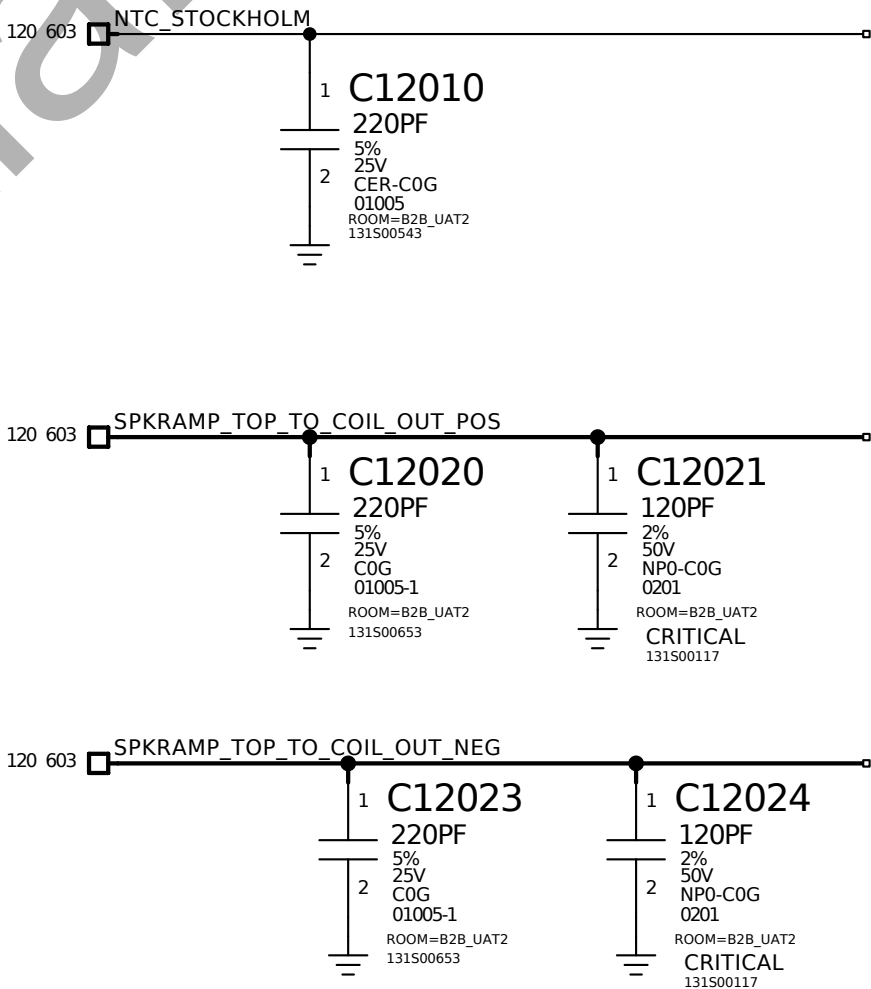 120 603 NTC_STOCKHOLM
1 C12010
220PF
5%
25V
2 CER-C0G
01005
ROOM=B2B_UAT2
131S00543
120 603 SPKRAMP_TOP_TO_COIL_OUT_POS
1 C12020
220PF
5%
25V
2 C0G
01005-1
ROOM=B2B_UAT2
131S00653
1 C12021
120PF
2%
50V
2 NP0-C0G
0201
ROOM=B2B_UAT2
CRITICAL
131S00117
120 603 SPKRAMP_TOP_TO_COIL_OUT_NEG
1 C12023
220PF
5%
25V
2 C0G
01005-1
ROOM=B2B_UAT2
131S00653
1 C12024
120PF
2%
50V
2 NP0-C0G
0201
ROOM=B2B_UAT2
CRITICAL
131S00117